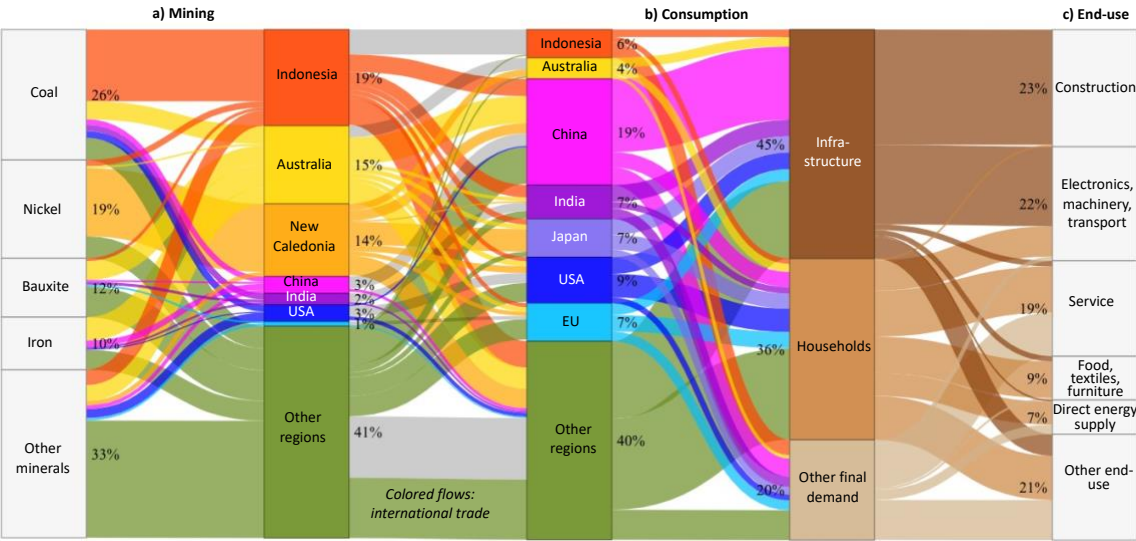 a) Mining
b) Consumption
c) End-use
Coal
26%
Nickel
19%
Bauxite
12%
Iron
10%
Other
minerals
33%
Indonesia
19%
Australia
15%
New
Caledonia
14%
China
3%
India
2%
USA
3%
1%
Other
regions
41%
Colored flows:
international trade
Indonesia
6%
Australia
4%
China
19%
India
7%
Japan
7%
USA
9%
EU
7%
Other
regions
40%
Infra-
structure
45%
Households
36%
Other final
demand
20%
23%
Construction
22%
Electronics,
machinery,
transport
19%
Service
9%
Food,
textiles,
furniture
7%
Direct energy
supply
21%
Other end-
use